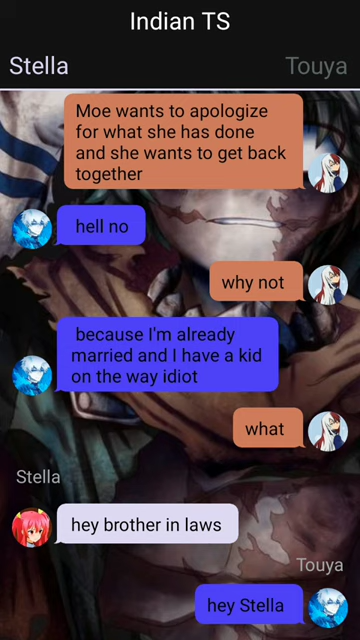 Indian TS
Stella
Touya
Moe wants to apologize
for what she has done
and she wants to get back
together
hell no
why not
because I'm already
married and I have a kid
on the way idiot
what
Stella
hey brother in laws
Touya
hey Stella